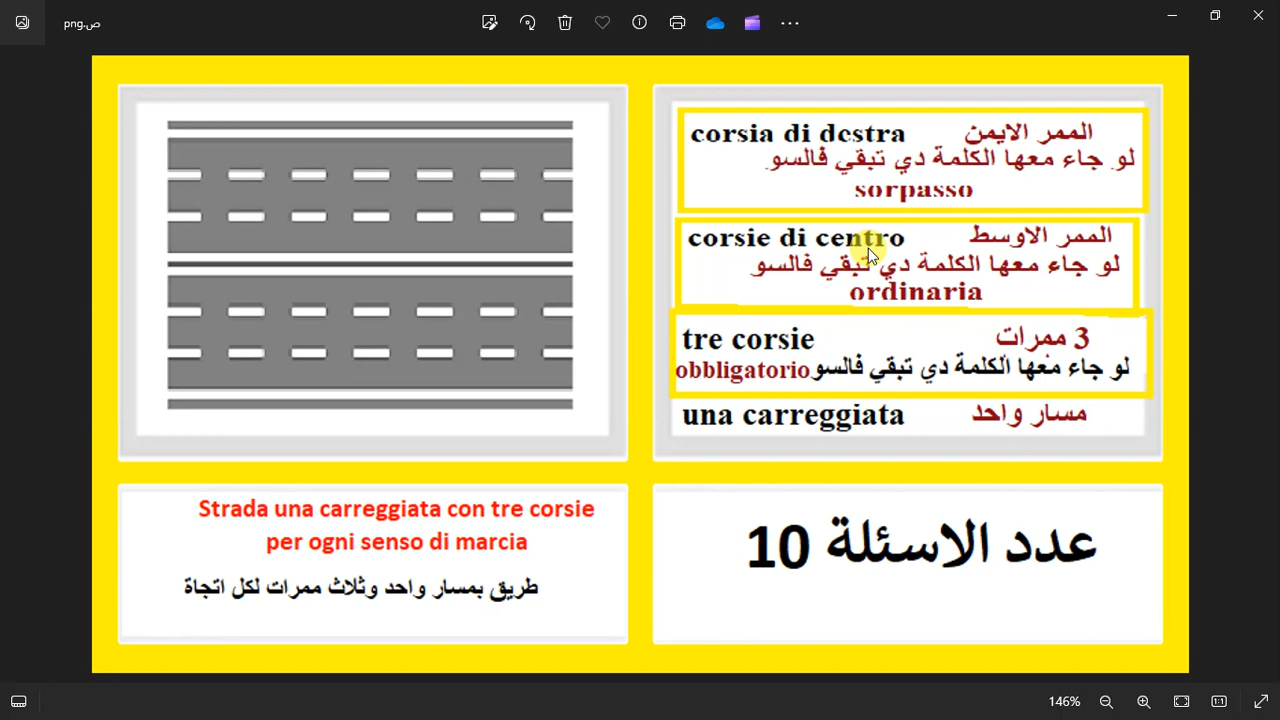 ص.png
corsia di destra الممر الايمن
لو جاء معها الكلمة دي تبقي فالسو
sorpasso
corsie di centro الممر الاوسط
لو جاء معها الكلمة دي تبقي فالسو
ordinaria
tre corsie 3 ممرات
لو جاء معها الكلمة دي تبقي فالسو obbligatorio
una carreggiata مسار واحد
Strada una carreggiata con tre corsie
per ogni senso di marcia
طريق بمسار واحد وثلاث ممرات لكل اتجاة
عدد الاسئلة 10
146%
1:1